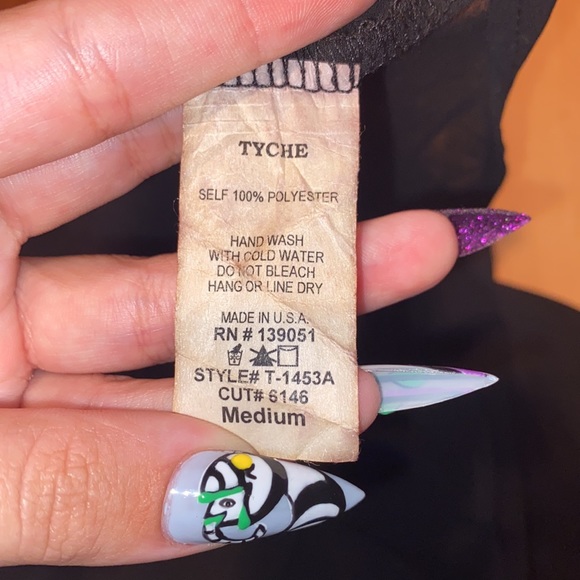 TYCHE
SELF 100% POLYESTER
HAND WASH
WITH COLD WATER
DO NOT BLEACH
HANG OR LINE DRY
MADE IN U.S.A.
RN # 139051
STYLE# T-1453A
CUT# 6146
Medium